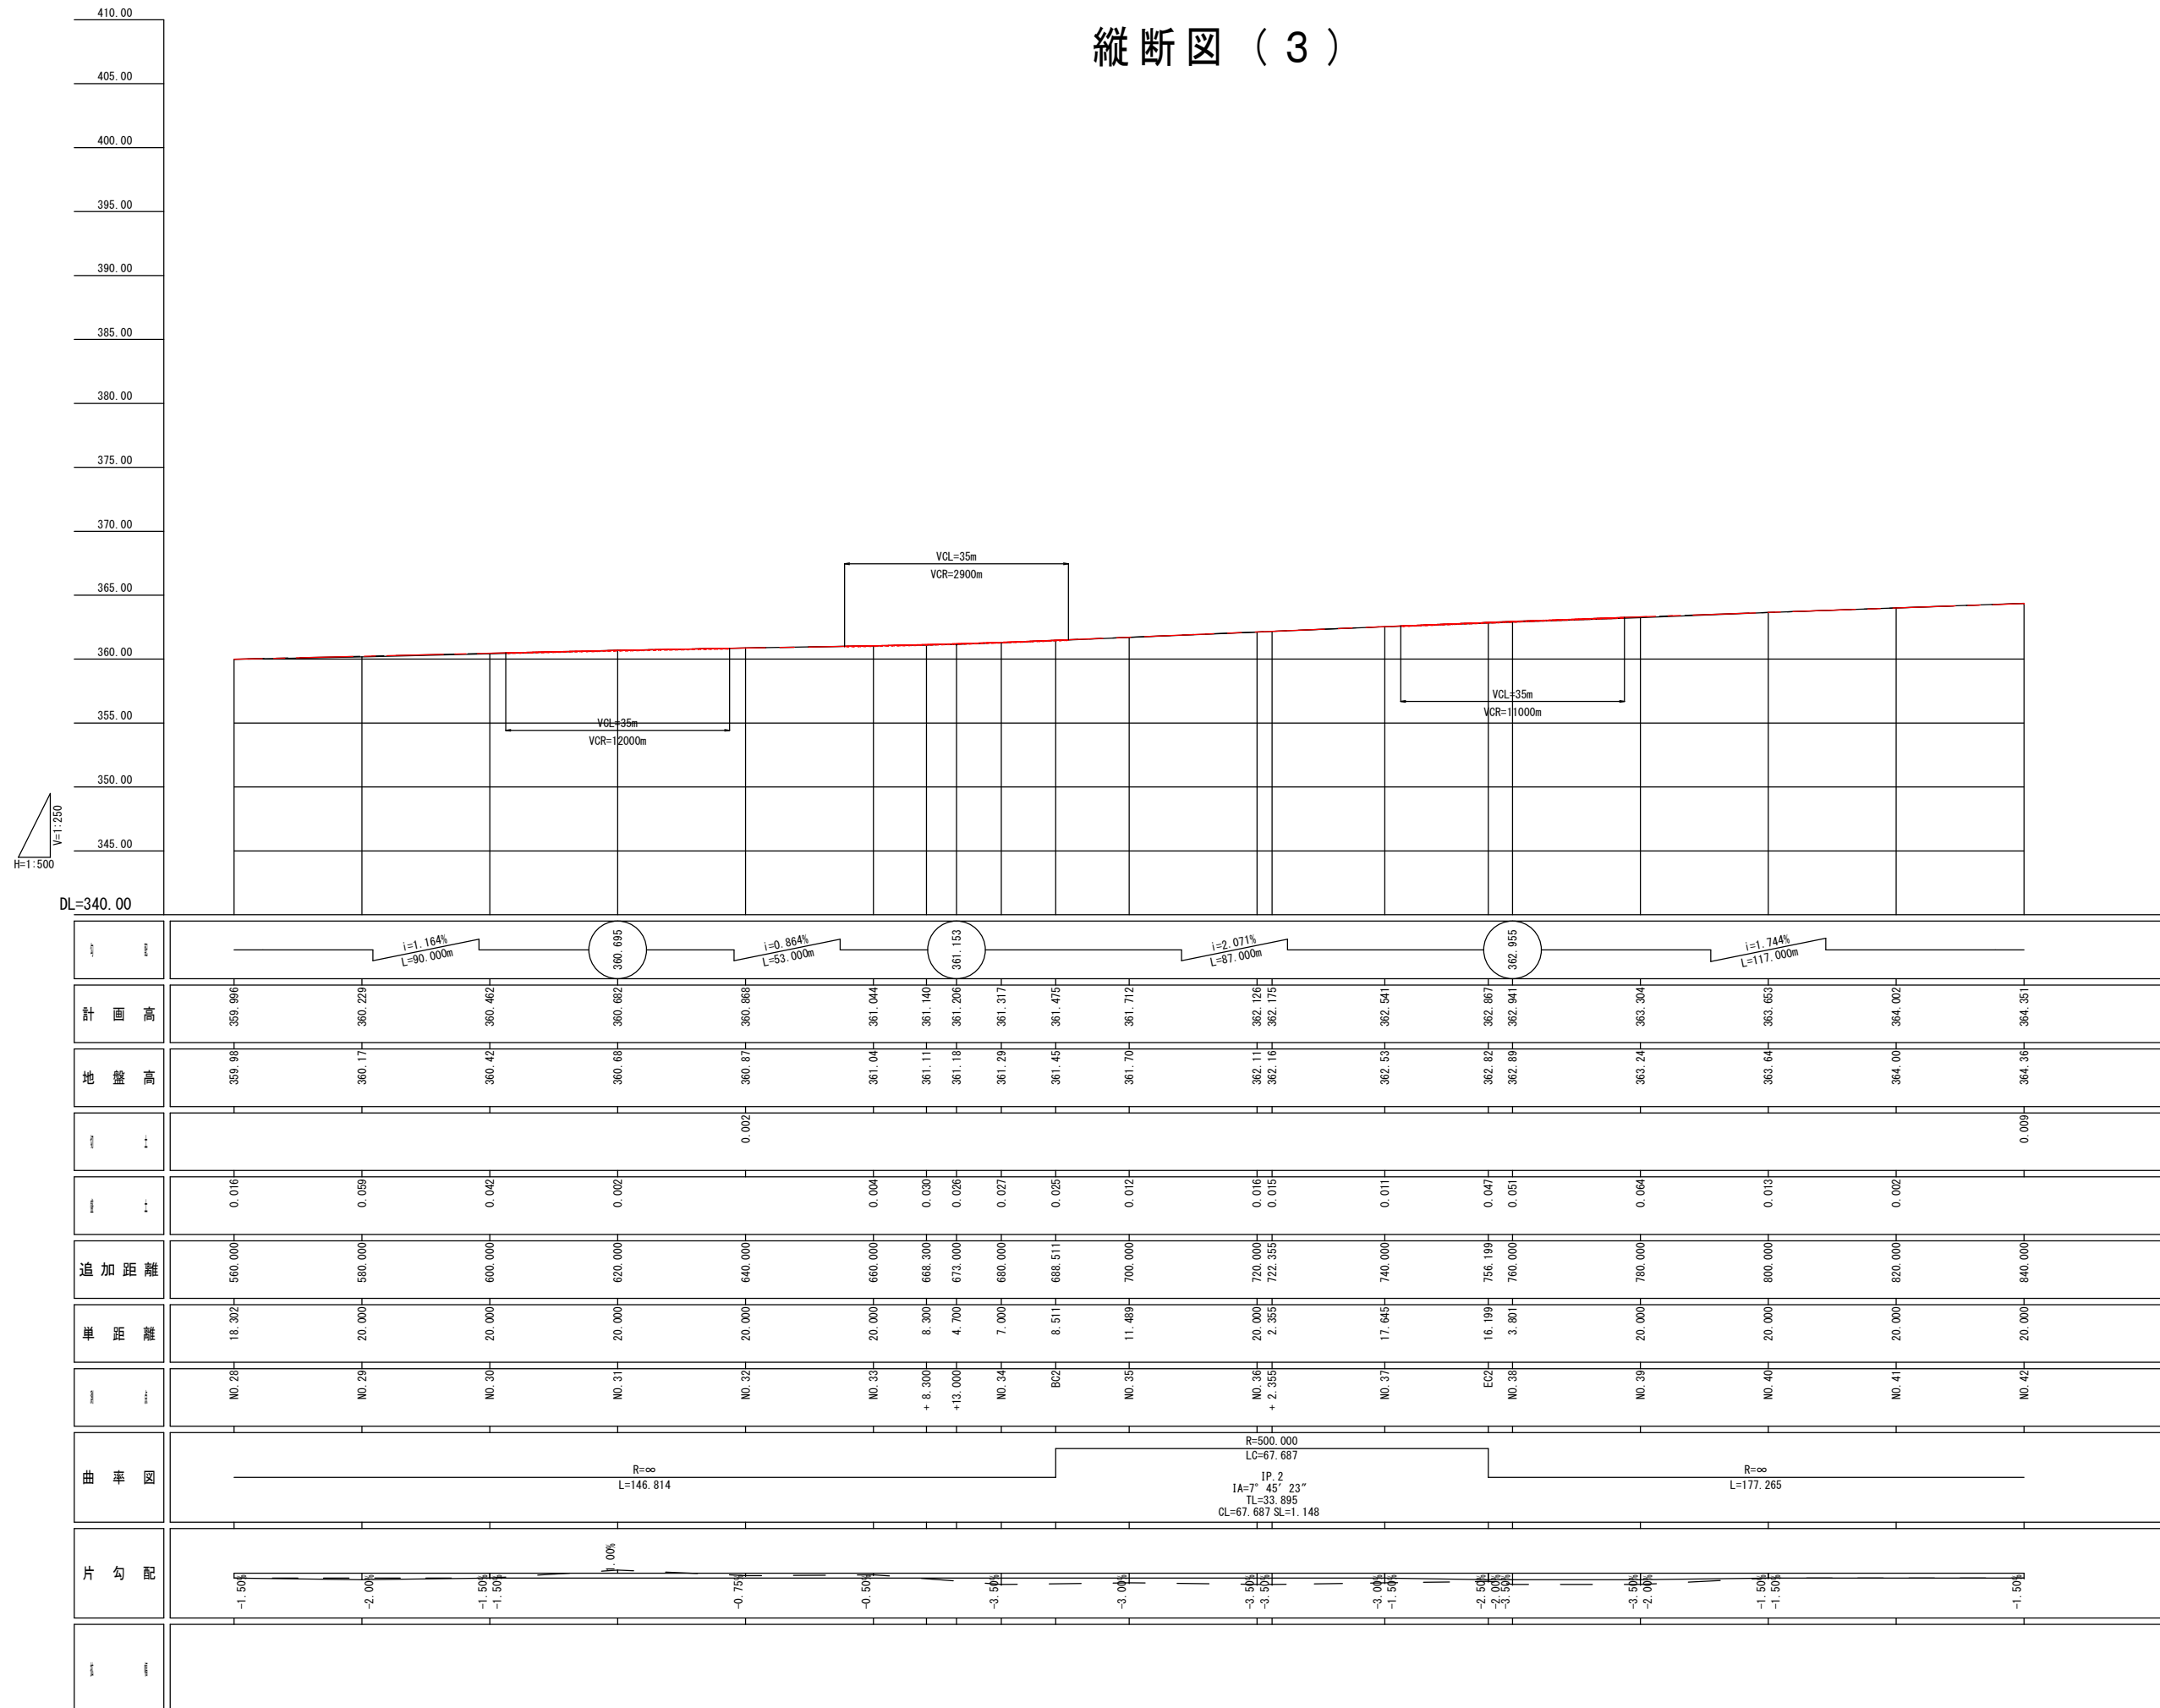 縦断図（３）
410.00
405.00
400.00
395.00
390.00
385.00
380.00
375.00
370.00
365.00
360.00
355.00
350.00
345.00
DL=340.00
V=1:250
H=1:500
VCL=35m
VCR=12000m
VCL=35m
VCR=2900m
VCL=35m
VCR=11000m
i=1.164%
L=90.000m
360.695
i=0.864%
L=53.000m
361.153
i=2.071%
L=87.000m
362.955
i=1.744%
L=117.000m
計画高 359.996 360.229 360.462 360.682 360.868 361.044 361.140 361.206 361.317 361.475 361.712 362.126 362.175 362.541 362.867 362.941 363.304 363.653 364.002 364.351
地盤高 359.98 360.17 360.42 360.68 360.87 361.04 361.11 361.18 361.29 361.45 361.70 362.11 362.16 362.53 362.82 362.89 363.24 363.64 364.00 364.36
0.002 0.009
0.016 0.059 0.042 0.002 0.004 0.030 0.026 0.027 0.025 0.012 0.016 0.015 0.011 0.047 0.051 0.064 0.013 0.002
追加距離 560.000 580.000 600.000 620.000 640.000 660.000 668.300 673.000 680.000 688.511 700.000 720.000 722.355 740.000 756.199 760.000 780.000 800.000 820.000 840.000
単距離 18.302 20.000 20.000 20.000 20.000 20.000 8.300 4.700 7.000 8.511 11.489 20.000 2.355 17.645 16.199 3.801 20.000 20.000 20.000 20.000
NO.28 NO.29 NO.30 NO.31 NO.32 NO.33 + 8.300 +13.000 NO.34 BC2 NO.35 NO.36 + 2.355 NO.37 EC2 NO.38 NO.39 NO.40 NO.41 NO.42
曲率図
R=∞
L=146.814
R=500.000
LC=67.687
IP.2
IA=7° 45′ 23″
TL=33.895
CL=67.687 SL=1.148
R=∞
L=177.265
片勾配 -1.50% -2.00% -1.50% -1.50% 1.00% -0.75% -0.50% -3.50% -3.00% -3.50% -3.50% -3.00% -1.50% -2.50% -2.00% -3.50% -3.50% -2.00% -1.50% -1.50% -1.50%